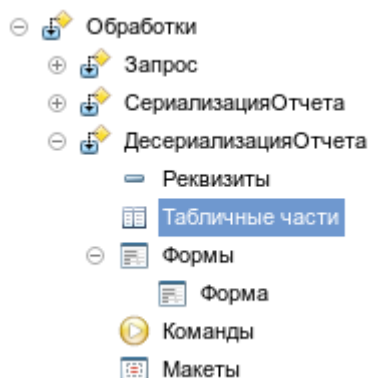 Обработки
Запрос
СериализацияОтчета
ДесериализацияОтчета
Реквизиты
Табличные части
Формы
Форма
Команды
Макеты